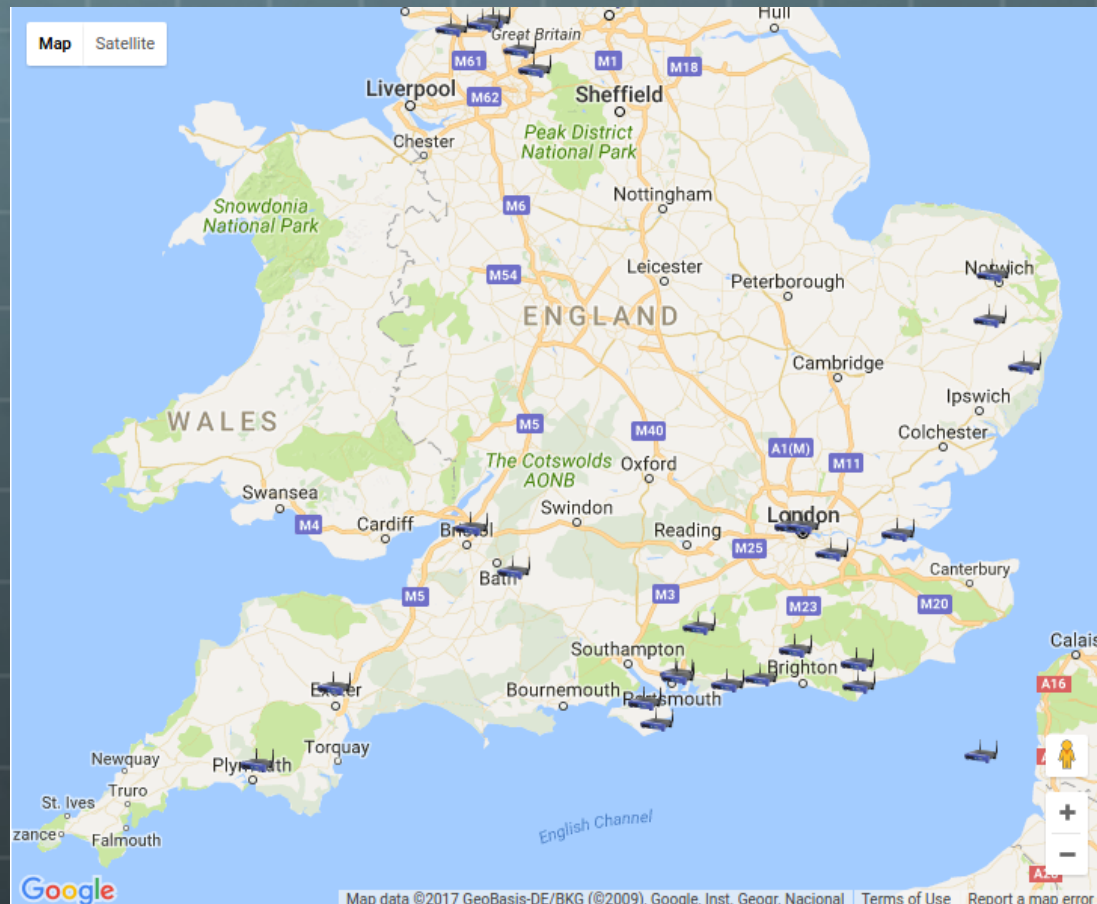 Map Satellite
Hull
Great Britain
M61
M1
M18
Liverpool
M62
Sheffield
Chester
Peak District
National Park
Nottingham
Snowdonia
National Park
M6
M54
Leicester
Norwich
Peterborough
ENGLAND
Cambridge
Ipswich
WALES
M5
M40
Colchester
A1(M)
M11
The Cotswolds
AONB
Oxford
Swansea
M4
Cardiff
Bristol
Swindon
Reading
London
M25
Bath
Canterbury
M5
M3
M23
M20
Southampton
Calais
Brighton
Exeter
Bournemouth
Portsmouth
A16
Torquay
Newquay
Plymouth
Truro
St. Ives
zance
Falmouth
English Channel
+
−
Google
Map data ©2017 GeoBasis-DE/BKG (©2009), Google, Inst. Geogr. Nacional Terms of Use Report a map error